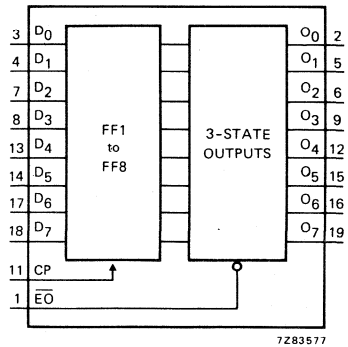 3 D0 O0 2
4 D1 O1 5
7 D2 O2 6
8 D3 O3 9
13 D4 O4 12
14 D5 O5 15
17 D6 O6 16
18 D7 O7 19
FF1
to
FF8
3-STATE
OUTPUTS
11 CP
1 E̅O̅
7Z83577